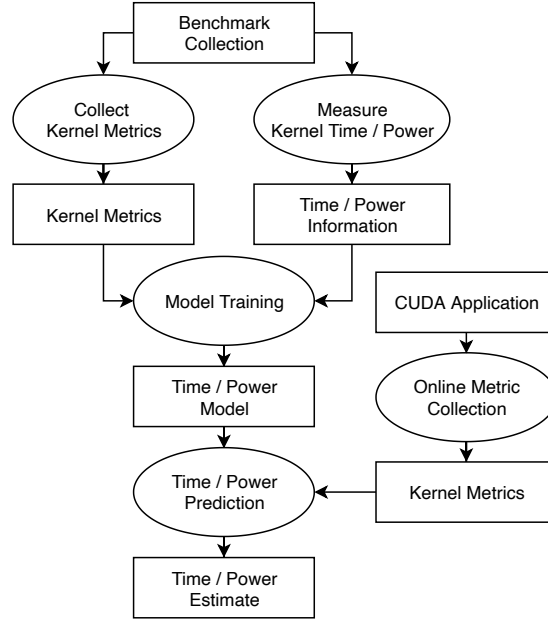 Benchmark
Collection
Collect
Kernel Metrics
Measure
Kernel Time / Power
Kernel Metrics
Time / Power
Information
Model Training
CUDA Application
Time / Power
Model
Online Metric
Collection
Time / Power
Prediction
Kernel Metrics
Time / Power
Estimate